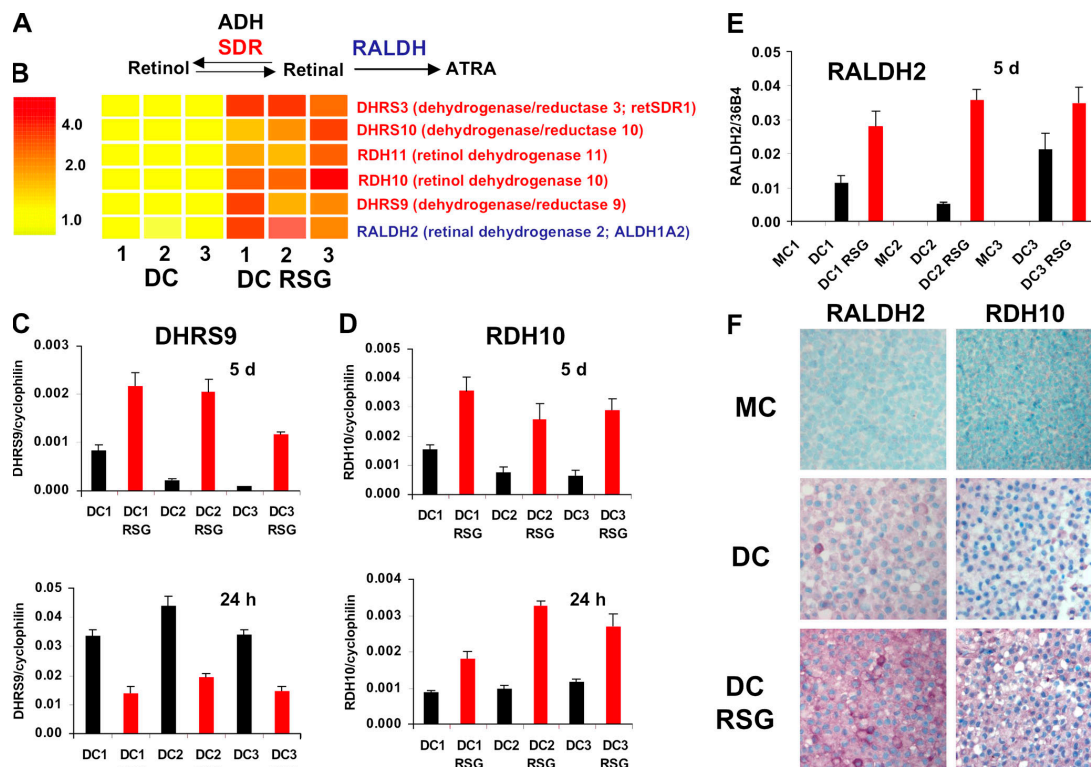 A
ADH
SDR
RALDH
Retinol
Retinal
ATRA
B
4.0
2.0
1.0
DHRS3 (dehydrogenase/reductase 3; retSDR1)
DHRS10 (dehydrogenase/reductase 10)
RDH11 (retinol dehydrogenase 11)
RDH10 (retinol dehydrogenase 10)
DHRS9 (dehydrogenase/reductase 9)
RALDH2 (retinal dehydrogenase 2; ALDH1A2)
1 2 3 1 2 3
DC DC RSG
C
DHRS9
5 d
DHRS9/cyclophilin
0.003
0.002
0.001
0.000
DC1 DC1 RSG DC2 DC2 RSG DC3 DC3 RSG
24 h
DHRS9/cyclophilin
0.05
0.04
0.03
0.02
0.01
0.00
DC1 DC1 DC2 DC2 DC3 DC3
D
RDH10
5 d
RDH10/cyclophilin
0.005
0.004
0.003
0.002
0.001
0.000
DC1 DC1 RSG DC2 DC2 RSG DC3 DC3 RSG
24 h
RDH10/cyclophilin
0.004
0.003
0.002
0.001
0.000
DC1 DC1 RSG DC2 DC2 RSG DC3 DC3 RSG
E
RALDH2 5 d
RALDH2/36B4
0.05
0.04
0.03
0.02
0.01
0.00
MC1 DC1 DC1 RSG MC2 DC2 DC2 RSG MC3 DC3 DC3 RSG
F
RALDH2 RDH10
MC
DC
DC
RSG